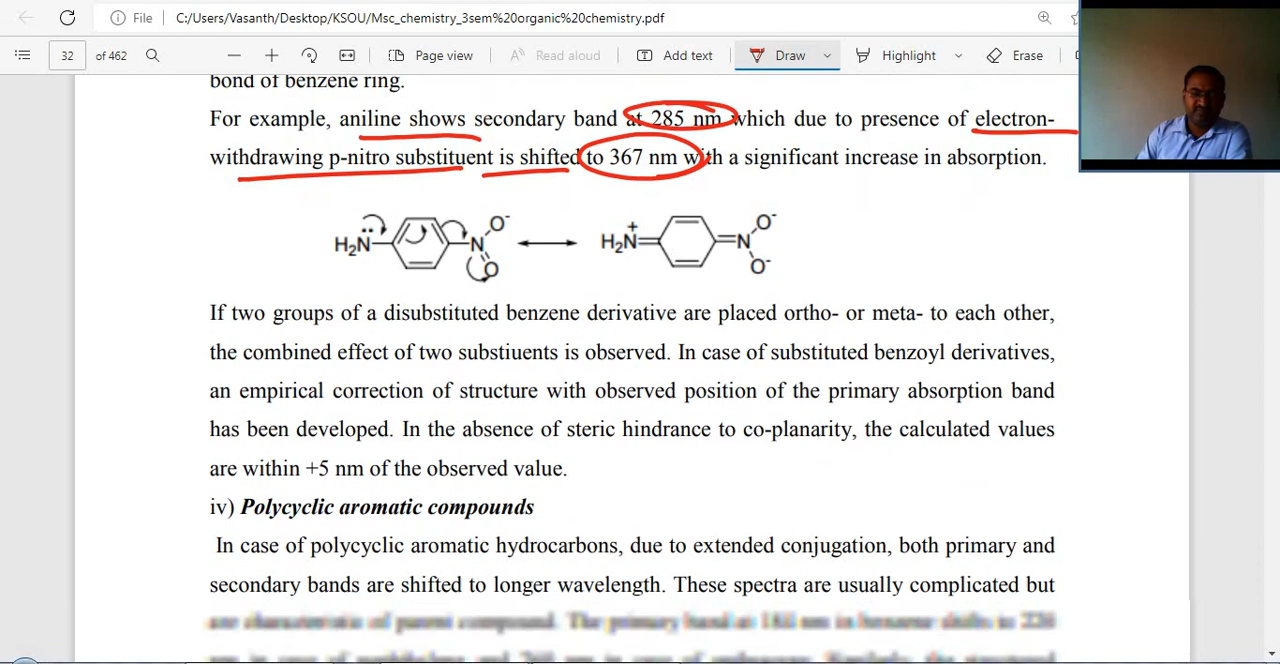 File C:/Users/Vasanth/Desktop/KSOU/Msc_chemistry_3sem%20organic%20chemistry.pdf
32 of 462 Page view Read aloud Add text Draw Highlight Erase
bond of benzene ring.
For example, aniline shows secondary band at 285 nm which due to presence of electron-
withdrawing p-nitro substituent is shifted to 367 nm with a significant increase in absorption.
H₂N N O⁻ O H₂N⁺ N O⁻ O⁻
If two groups of a disubstituted benzene derivative are placed ortho- or meta- to each other,
the combined effect of two substiuents is observed. In case of substituted benzoyl derivatives,
an empirical correction of structure with observed position of the primary absorption band
has been developed. In the absence of steric hindrance to co-planarity, the calculated values
are within +5 nm of the observed value.
iv) Polycyclic aromatic compounds
In case of polycyclic aromatic hydrocarbons, due to extended conjugation, both primary and
secondary bands are shifted to longer wavelength. These spectra are usually complicated but